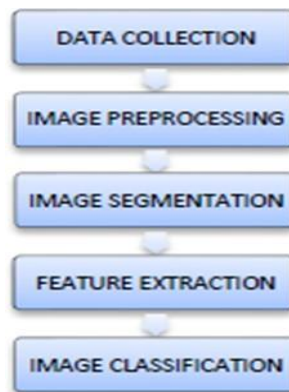 DATA COLLECTION
IMAGE PREPROCESSING
IMAGE SEGMENTATION
FEATURE EXTRACTION
IMAGE CLASSIFICATION